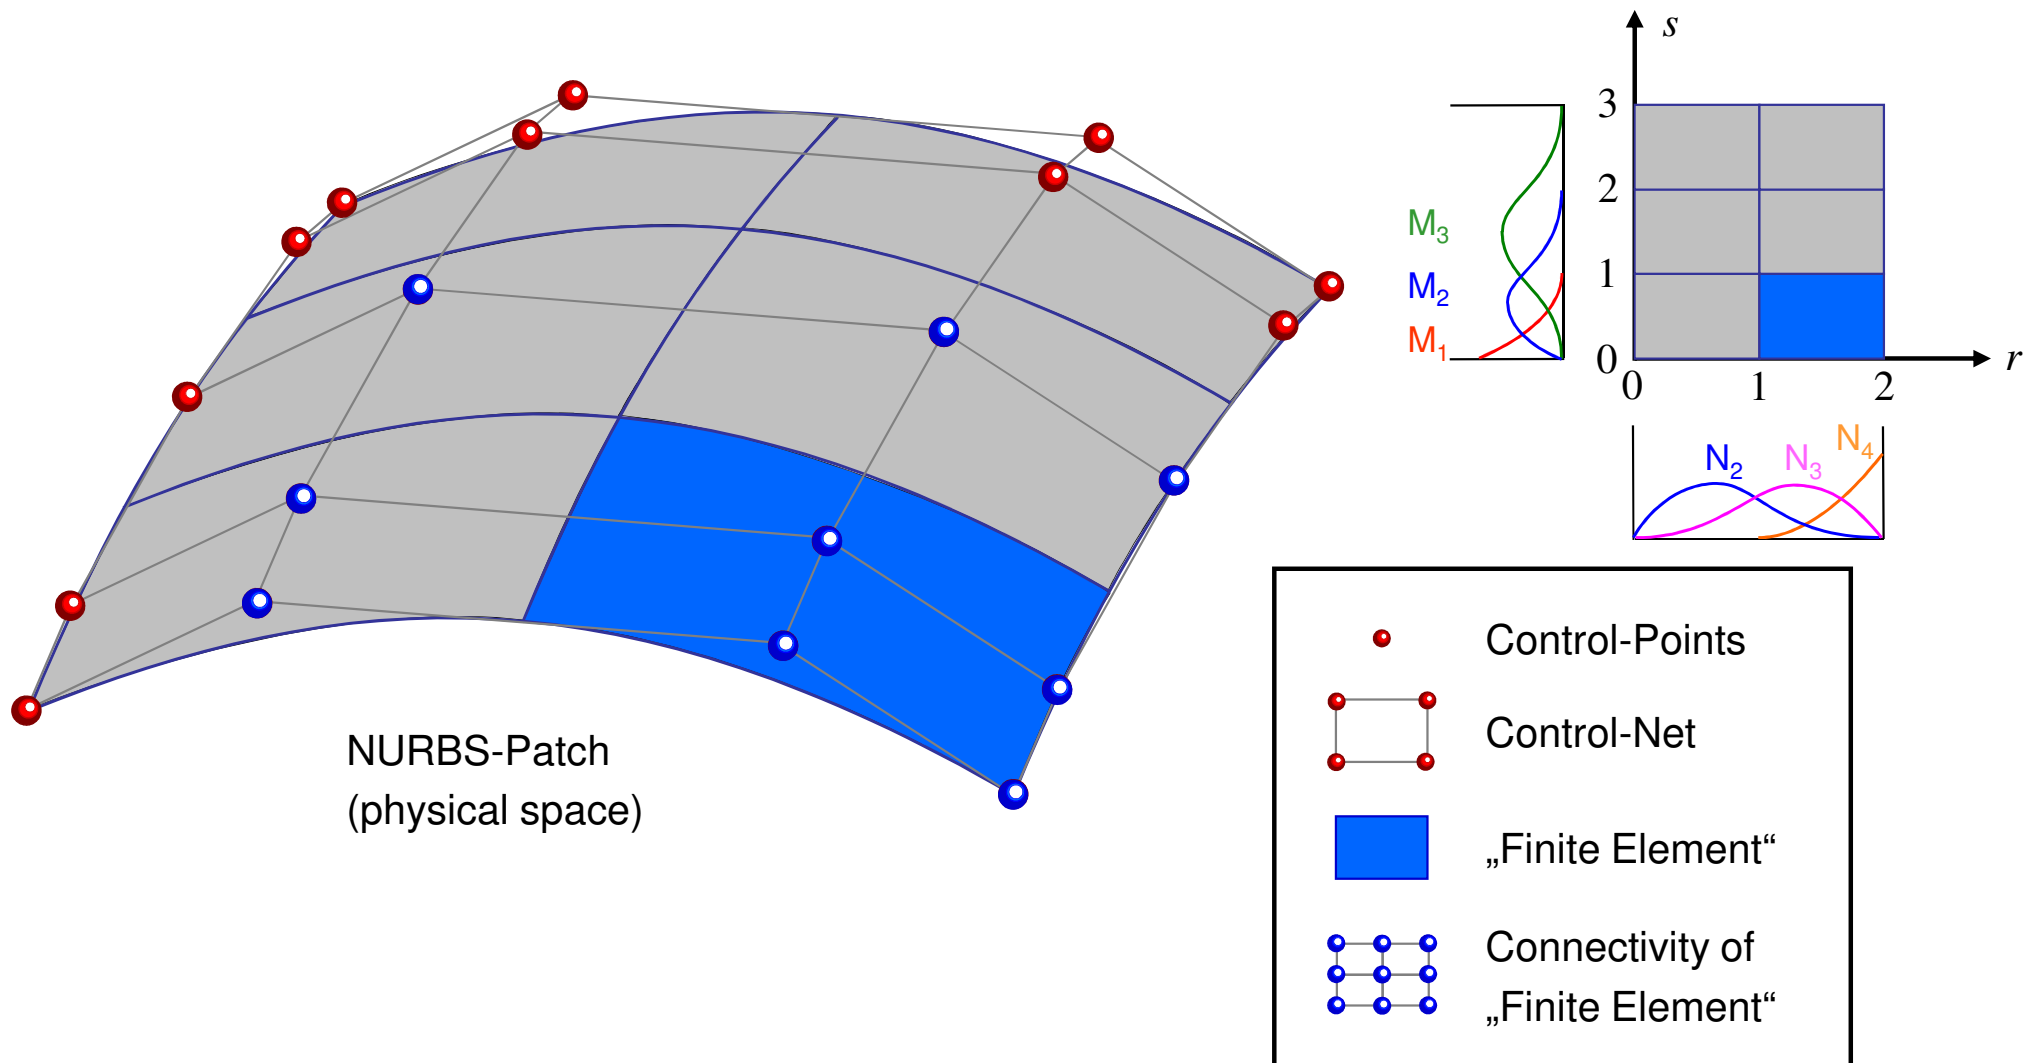 s
3
2
1
0
0
1
2
r
M3
M2
M1
N2
N3
N4
NURBS-Patch
(physical space)
Control-Points
Control-Net
„Finite Element“
Connectivity of
„Finite Element“